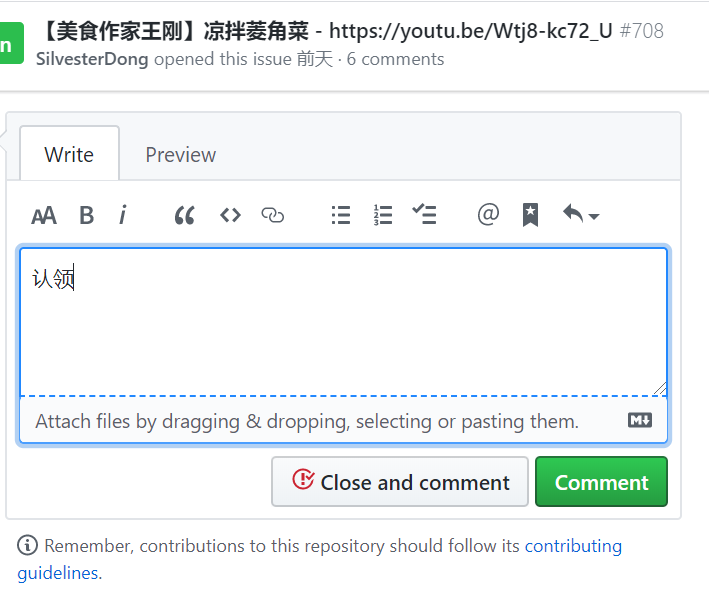 n
【美食作家王刚】凉拌菱角菜 - https://youtu.be/Wtj8-kc72_U #708
SilvesterDong opened this issue 前天 · 6 comments
Write
Preview
AA B i
认领
Attach files by dragging & dropping, selecting or pasting them.
Close and comment
Comment
Remember, contributions to this repository should follow its contributing
guidelines.